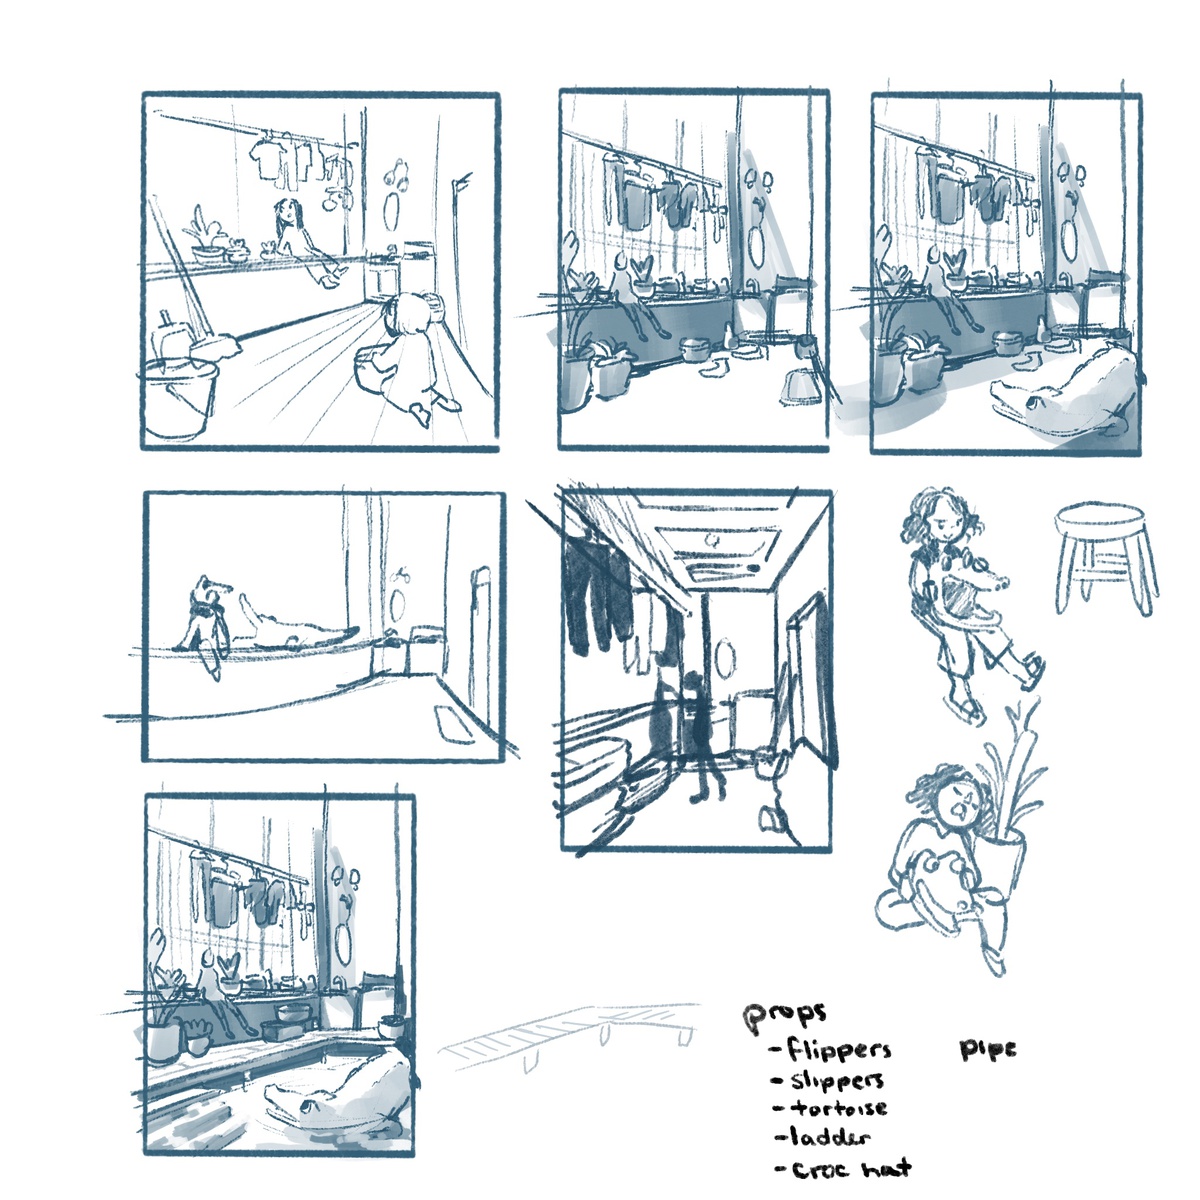 props
-flippers pipe
-slippers
-tortoise
-ladder
-croc hat